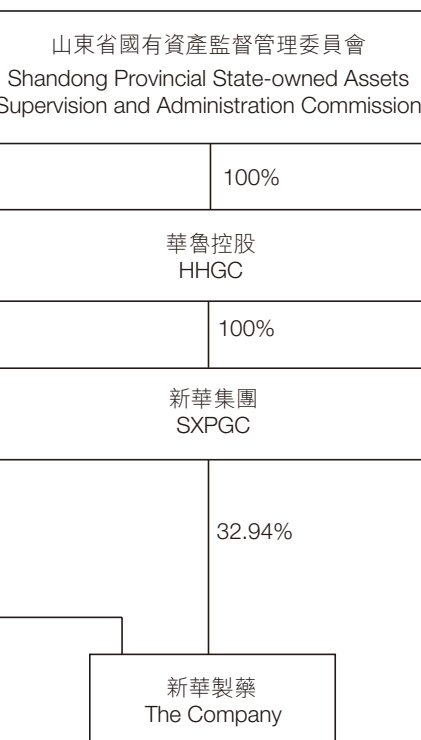 山東省國有資產監督管理委員會
Shandong Provincial State-owned Assets
Supervision and Administration Commission
100%
華魯控股
HHGC
100%
新華集團
SXPGC
32.94%
新華製藥
The Company